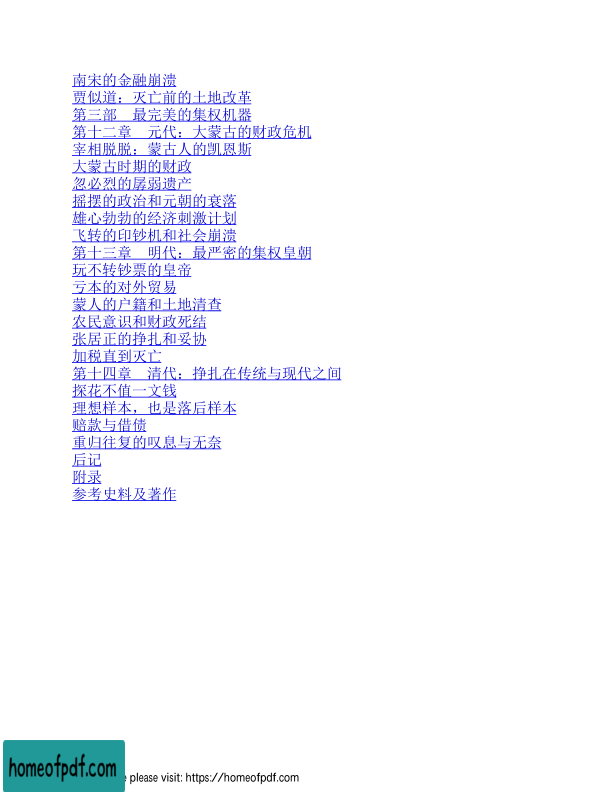 南宋的金融崩溃
贾似道：灭亡前的土地改革
第三部　最完美的集权机器
第十二章　元代：大蒙古的财政危机
宰相脱脱：蒙古人的凯恩斯
大蒙古时期的财政
忽必烈的孱弱遗产
摇摆的政治和元朝的衰落
雄心勃勃的经济刺激计划
飞转的印钞机和社会崩溃
第十三章　明代：最严密的集权皇朝
玩不转钞票的皇帝
亏本的对外贸易
蒙人的户籍和土地清查
农民意识和财政死结
张居正的挣扎和妥协
加税直到灭亡
第十四章　清代：挣扎在传统与现代之间
探花不值一文钱
理想样本，也是落后样本
赔款与借债
重归往复的叹息与无奈
后记
附录
参考史料及著作
homeofpdf.com
please visit: https://homeofpdf.com